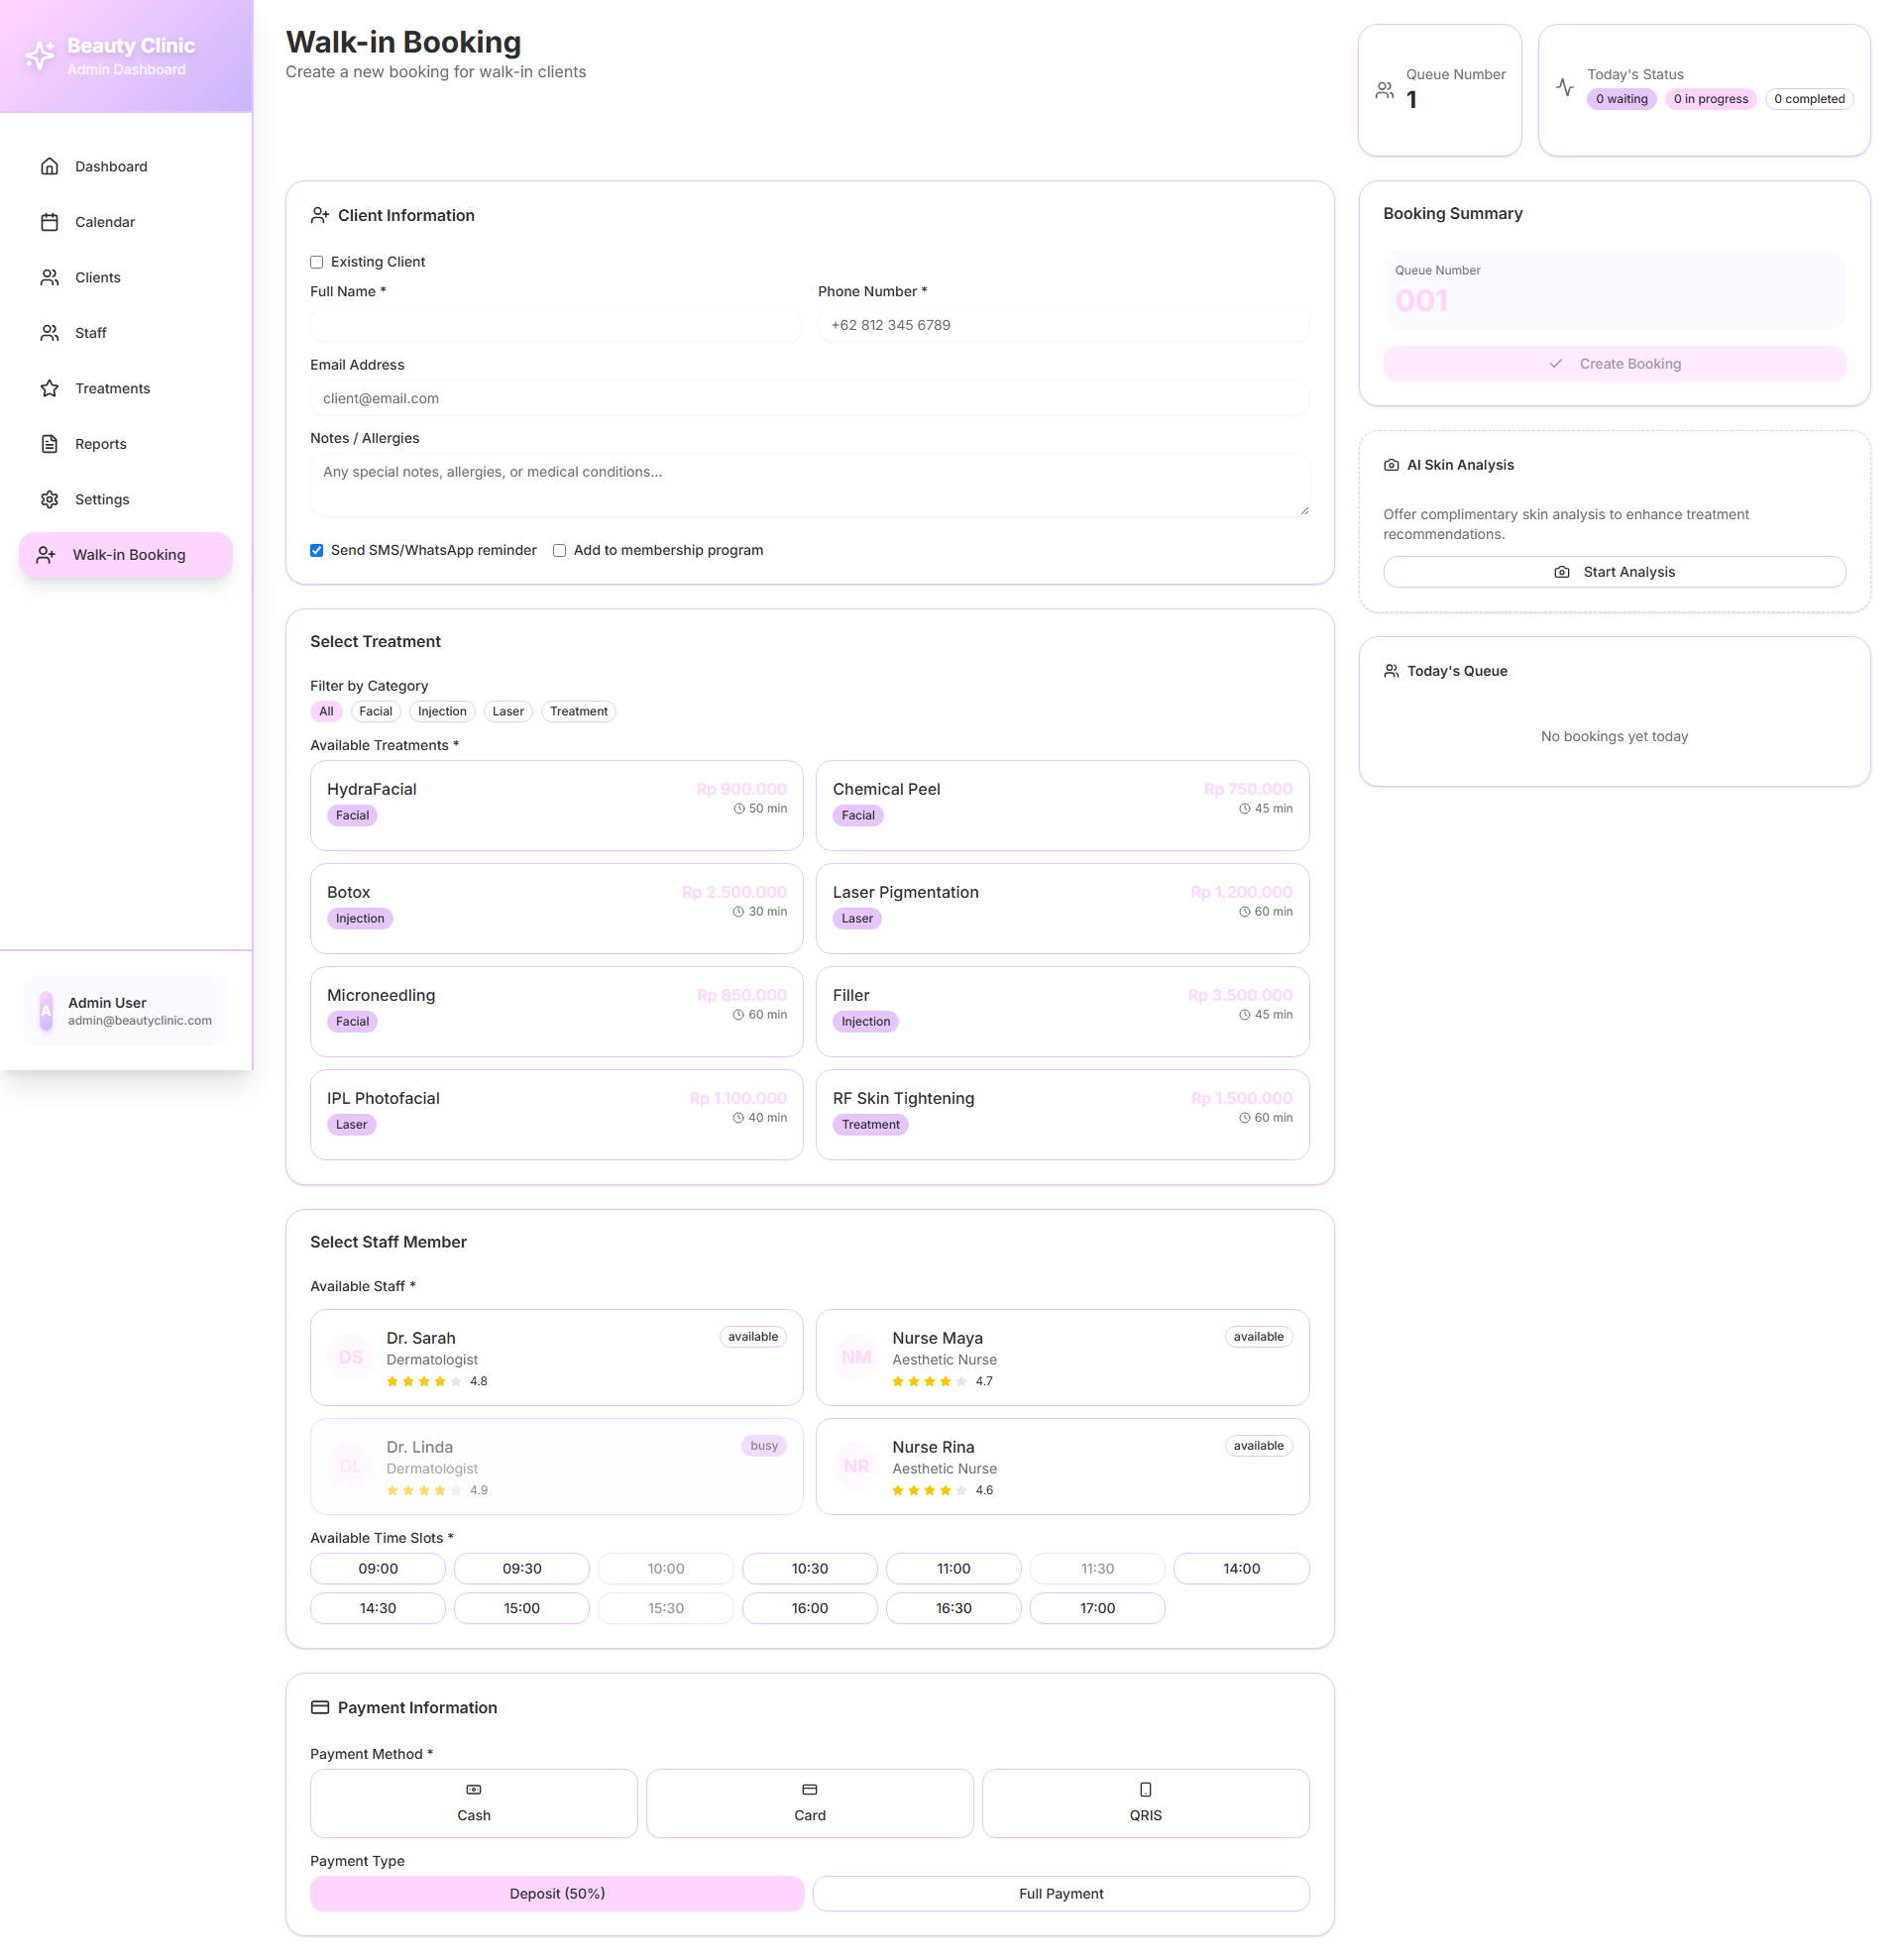 Beauty Clinic
Admin Dashboard
Dashboard
Calendar
Clients
Staff
Treatments
Reports
Settings
Walk-in Booking
A
Admin User
admin@beautyclinic.com
Walk-in Booking
Create a new booking for walk-in clients
Queue Number
1
Today's Status
0 waiting 0 in progress 0 completed
Client Information
Existing Client
Full Name * Phone Number *
+62 812 345 6789
Email Address
client@email.com
Notes / Allergies
Any special notes, allergies, or medical conditions...
Send SMS/WhatsApp reminder Add to membership program
Select Treatment
Filter by Category
All Facial Injection Laser Treatment
Available Treatments *
HydraFacial Rp 900.000
Facial 50 min
Chemical Peel Rp 750.000
Facial 45 min
Botox Rp 2.500.000
Injection 30 min
Laser Pigmentation Rp 1.200.000
Laser 60 min
Microneedling Rp 850.000
Facial 60 min
Filler Rp 3.500.000
Injection 45 min
IPL Photofacial Rp 1.100.000
Laser 40 min
RF Skin Tightening Rp 1.500.000
Treatment 60 min
Select Staff Member
Available Staff *
DS
Dr. Sarah available
Dermatologist
4.8
NM
Nurse Maya available
Aesthetic Nurse
4.7
DL
Dr. Linda busy
Dermatologist
4.9
NR
Nurse Rina available
Aesthetic Nurse
4.6
Available Time Slots *
09:00 09:30 10:00 10:30 11:00 11:30 14:00
14:30 15:00 15:30 16:00 16:30 17:00
Payment Information
Payment Method *
Cash Card QRIS
Payment Type
Deposit (50%) Full Payment
Booking Summary
Queue Number
001
Create Booking
AI Skin Analysis
Offer complimentary skin analysis to enhance treatment
recommendations.
Start Analysis
Today's Queue
No bookings yet today